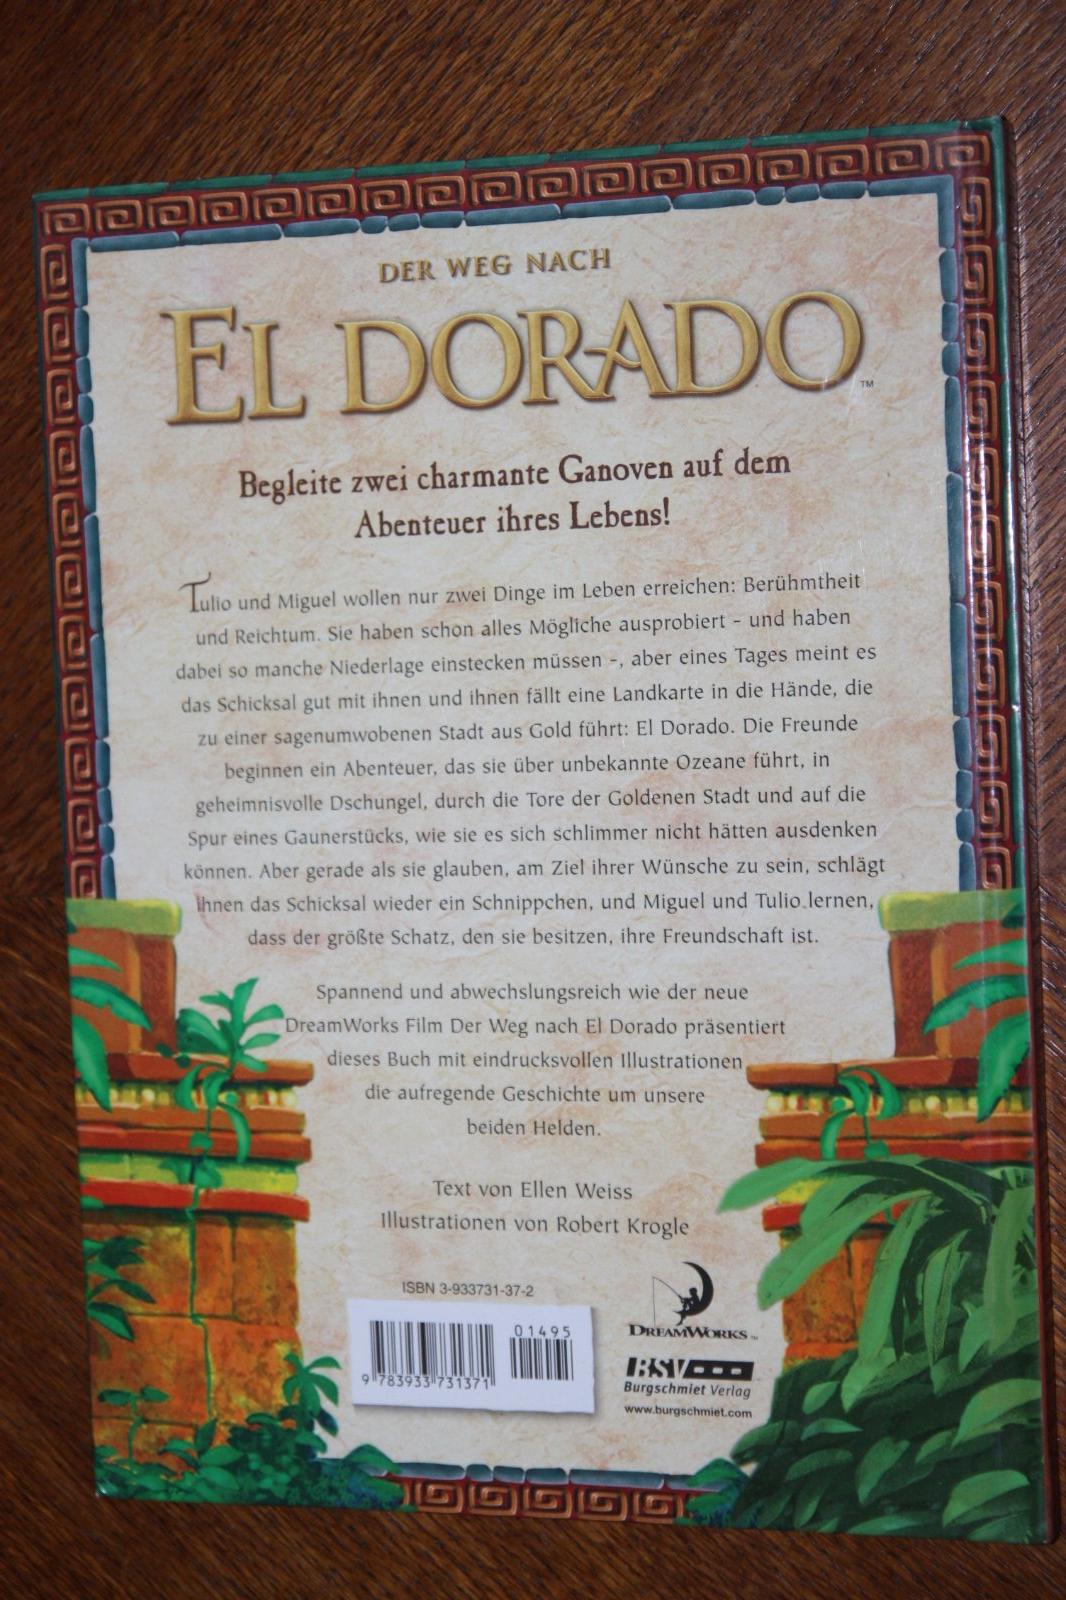 DER WEG NACH
EL DORADO™
Begleite zwei charmante Ganoven auf dem
Abenteuer ihres Lebens!
Tulio und Miguel wollen nur zwei Dinge im Leben erreichen: Berühmtheit
und Reichtum. Sie haben schon alles Mögliche ausprobiert - und haben
dabei so manche Niederlage einstecken müssen -, aber eines Tages meint es
das Schicksal gut mit ihnen und ihnen fällt eine Landkarte in die Hände, die
zu einer sagenumwobenen Stadt aus Gold führt: El Dorado. Die Freunde
beginnen ein Abenteuer, das sie über unbekannte Ozeane führt, in
geheimnisvolle Dschungel, durch die Tore der Goldenen Stadt und auf die
Spur eines Gaunerstücks, wie sie es sich schlimmer nicht hätten ausdenken
können. Aber gerade als sie glauben, am Ziel ihrer Wünsche zu sein, schlägt
ihnen das Schicksal wieder ein Schnippchen, und Miguel und Tulio lernen,
dass der größte Schatz, den sie besitzen, ihre Freundschaft ist.
Spannend und abwechslungsreich wie der neue
DreamWorks Film Der Weg nach El Dorado präsentiert
dieses Buch mit eindrucksvollen Illustrationen
die aufregende Geschichte um unsere
beiden Helden.
Text von Ellen Weiss
Illustrationen von Robert Krogle
ISBN 3-933731-37-2
01495
9 783933 731371
DREAMWORKS™
BSV
Burgschmiet Verlag
www.burgschmiet.com